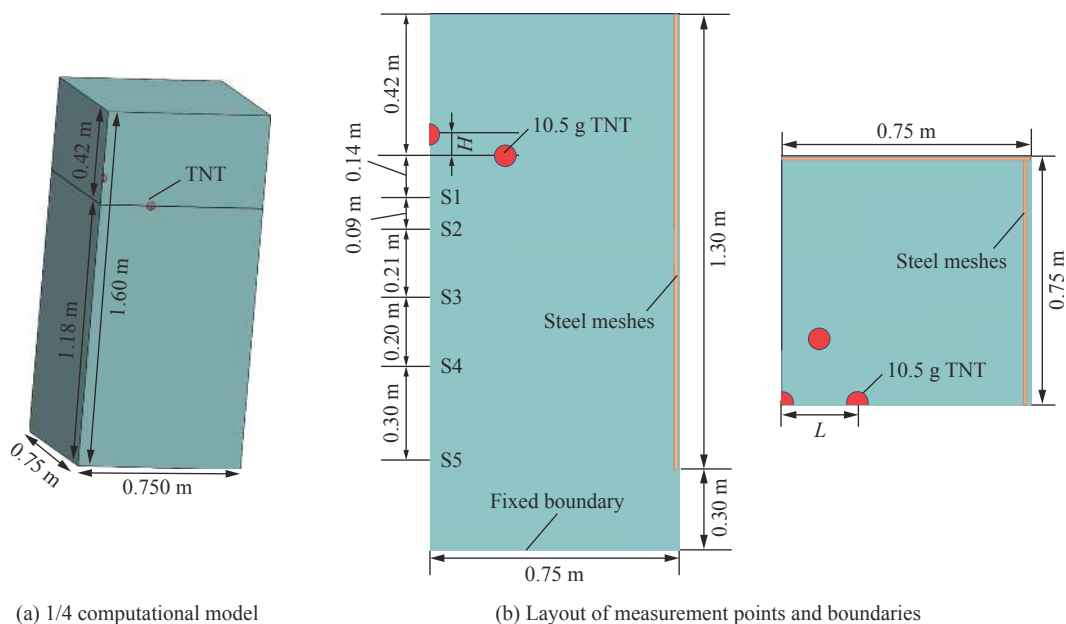 0.42 m
TNT
1.18 m
1.60 m
0.75 m
0.750 m
(a) 1/4 computational model
0.42 m
H
10.5 g TNT
0.14 m
S1
0.09 m
S2
0.21 m
S3
0.20 m
S4
0.30 m
S5
Steel meshes
1.30 m
Fixed boundary
0.30 m
0.75 m
0.75 m
Steel meshes
0.75 m
10.5 g TNT
L
(b) Layout of measurement points and boundaries